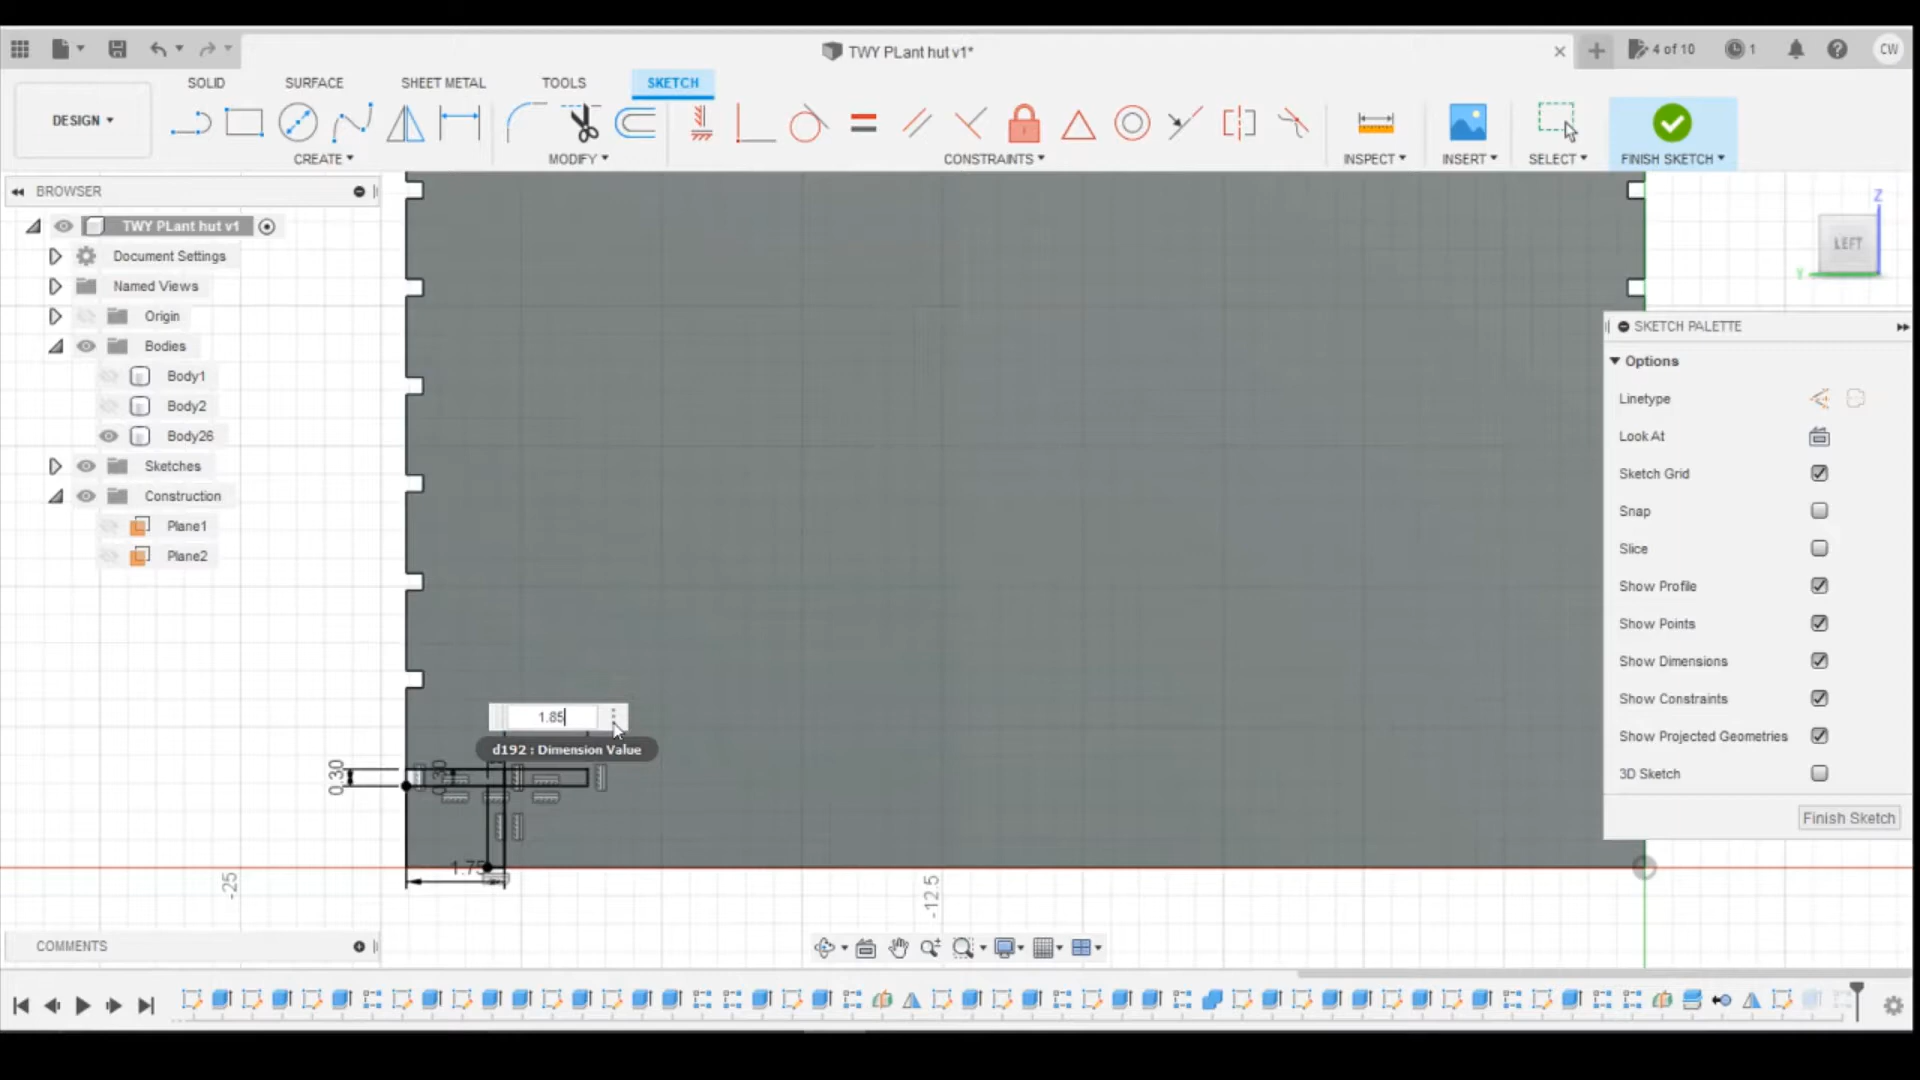 TWY PLant hut v1*
4 of 10
1
CW
SOLID
SURFACE
SHEET METAL
TOOLS
SKETCH
DESIGN
CREATE
MODIFY
CONSTRAINTS
INSPECT
INSERT
SELECT
FINISH SKETCH
BROWSER
TWY PLant hut v1
Document Settings
Named Views
Origin
Bodies
Body1
Body2
Body26
Sketches
Construction
Plane1
Plane2
Z
LEFT
Y
SKETCH PALETTE
Options
Linetype
Look At
Sketch Grid
Snap
Slice
Show Profile
Show Points
Show Dimensions
Show Constraints
Show Projected Geometries
3D Sketch
Finish Sketch
1.85
d192 : Dimension Value
0.30
0.30
1.75
-25
-12.5
COMMENTS